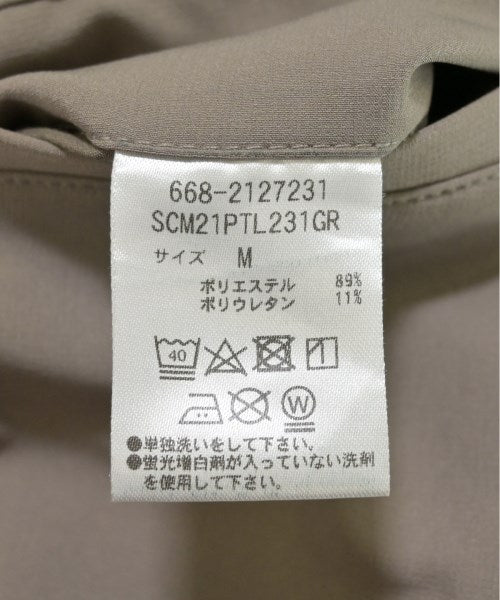 668-2127231
SCM21PTL231GR
サイズ M
ポリエステル 89%
ポリウレタン 11%
40
W
●単独洗いをして下さい。
●蛍光増白剤が入っていない洗剤
を使用して下さい。